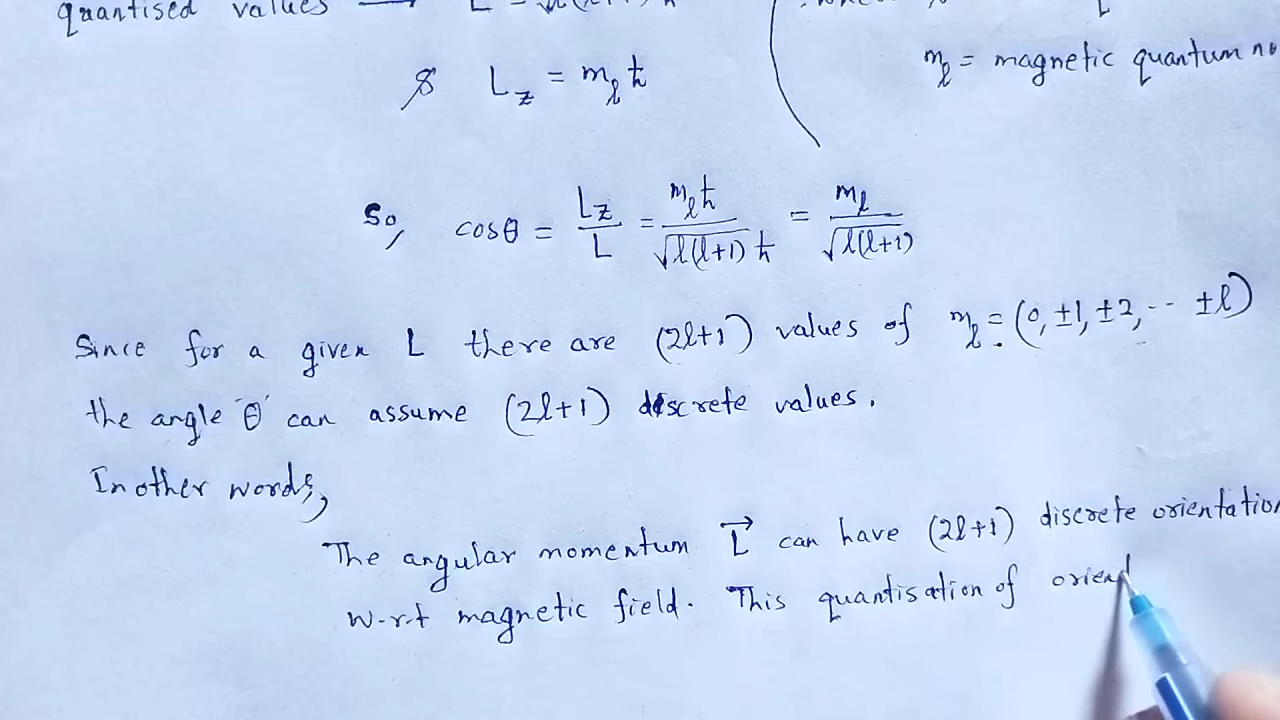 quantised values
& L_z = m_l ħ
m_l = magnetic quantum no
So, cosθ = L_z/L = m_l ħ/√l(l+1) ħ = m_l/√l(l+1)
Since for a given L there are (2l+1) values of m_l = (0, ±1, ±2, ... ±l)
the angle 'θ' can assume (2l+1) discrete values.
In other words,
The angular momentum L⃗ can have (2l+1) discrete orientation
w.r.t magnetic field. This quantisation of orient